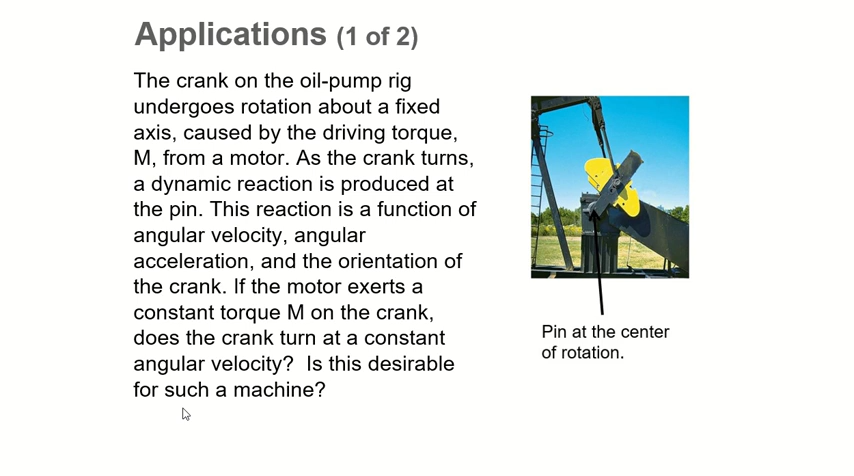 Applications (1 of 2)
The crank on the oil-pump rig
undergoes rotation about a fixed
axis, caused by the driving torque,
M, from a motor. As the crank turns,
a dynamic reaction is produced at
the pin. This reaction is a function of
angular velocity, angular
acceleration, and the orientation of
the crank. If the motor exerts a
constant torque M on the crank,
does the crank turn at a constant
angular velocity?  Is this desirable
for such a machine?
Pin at the center
of rotation.